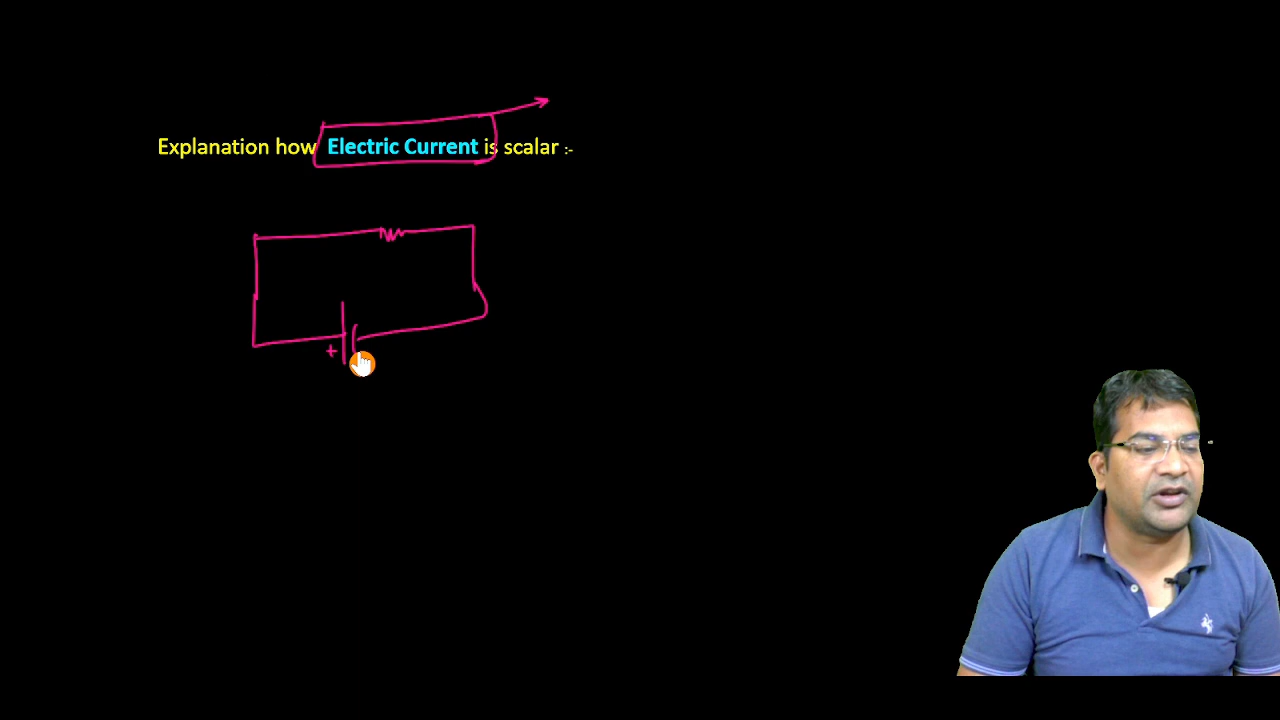 Explanation how Electric Current is scalar :-
+